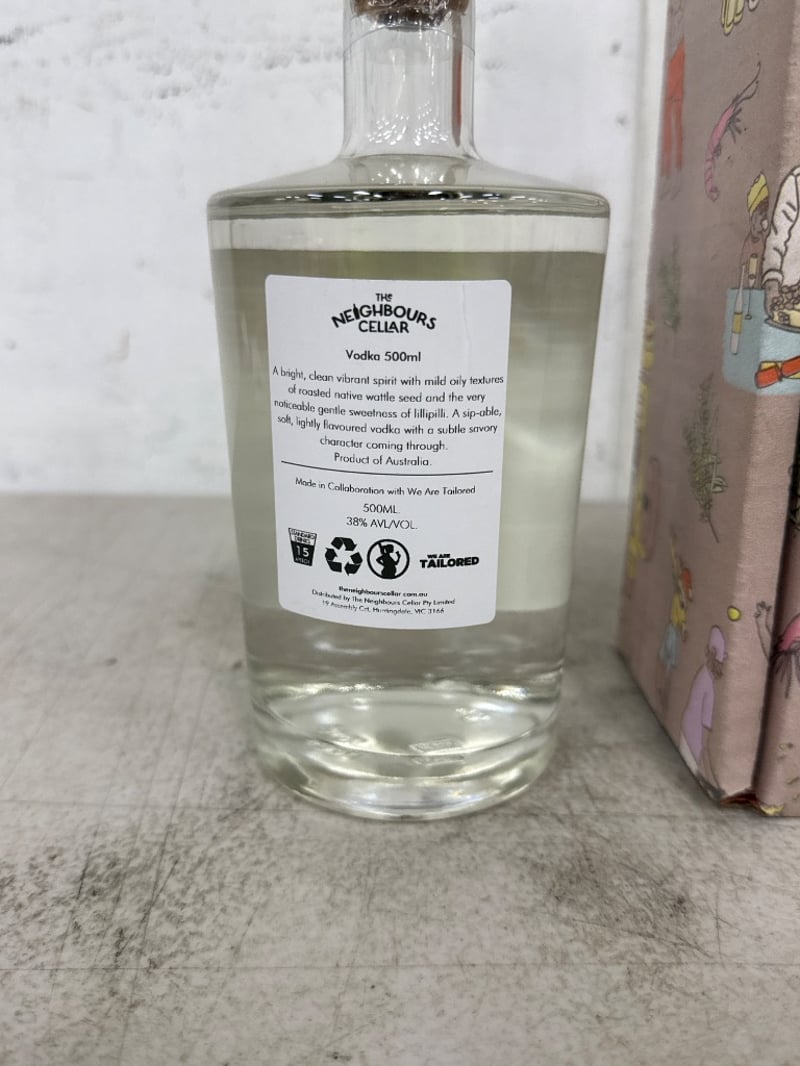 THE
NEIGHBOURS
CELLAR
Vodka 500ml
A bright, clean vibrant spirit with mild oily textures
of roasted native wattle seed and the very
noticeable gentle sweetness of lillipilli. A sip-able,
soft, lightly flavoured vodka with a subtle savory
character coming through.
Product of Australia.
Made in Collaboration with We Are Tailored
500ML.
38% AVL/VOL.
STANDARD
DRINKS
15
APPROX
WE ARE
TAILORED
theneighbourscellar.com.au
Distributed by The Neighbours Cellar Pty Limited
19 Assembly Crt, Huntingdale, VIC 3166